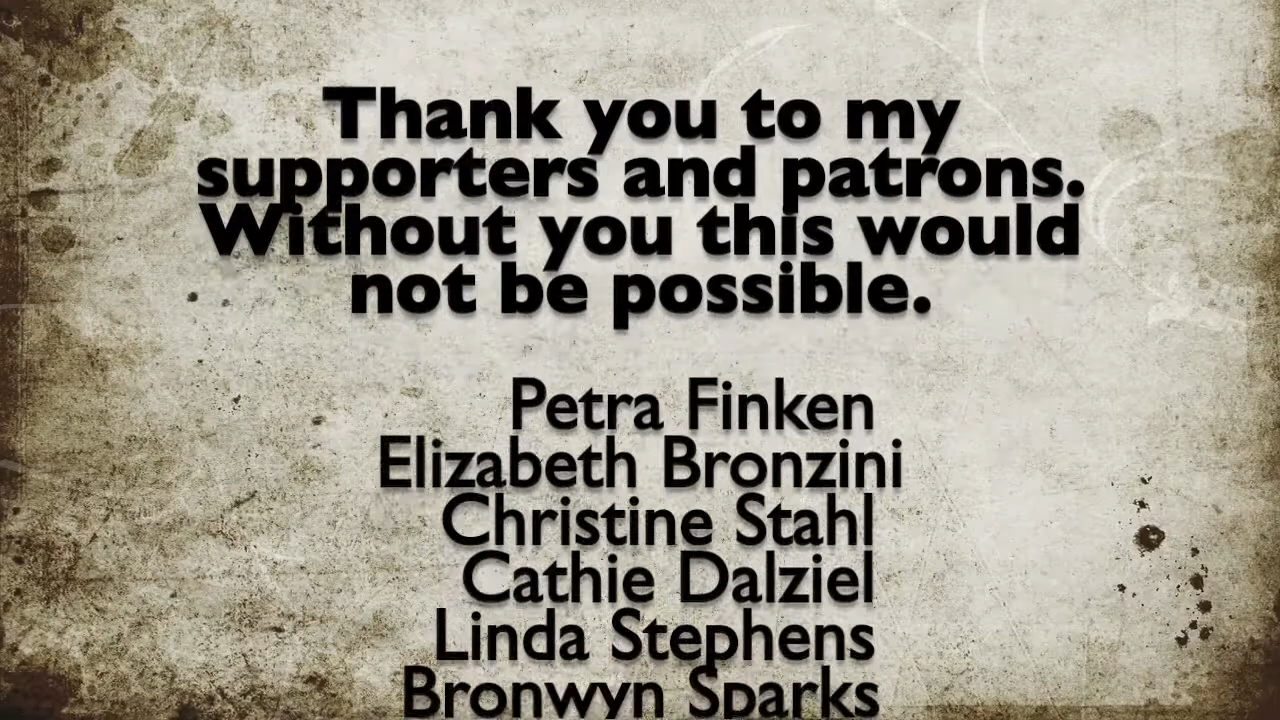 Thank you to my
supporters and patrons.
Without you this would
not be possible.
Petra Finken
Elizabeth Bronzini
Christine Stahl
Cathie Dalziel
Linda Stephens
Bronwyn Sparks